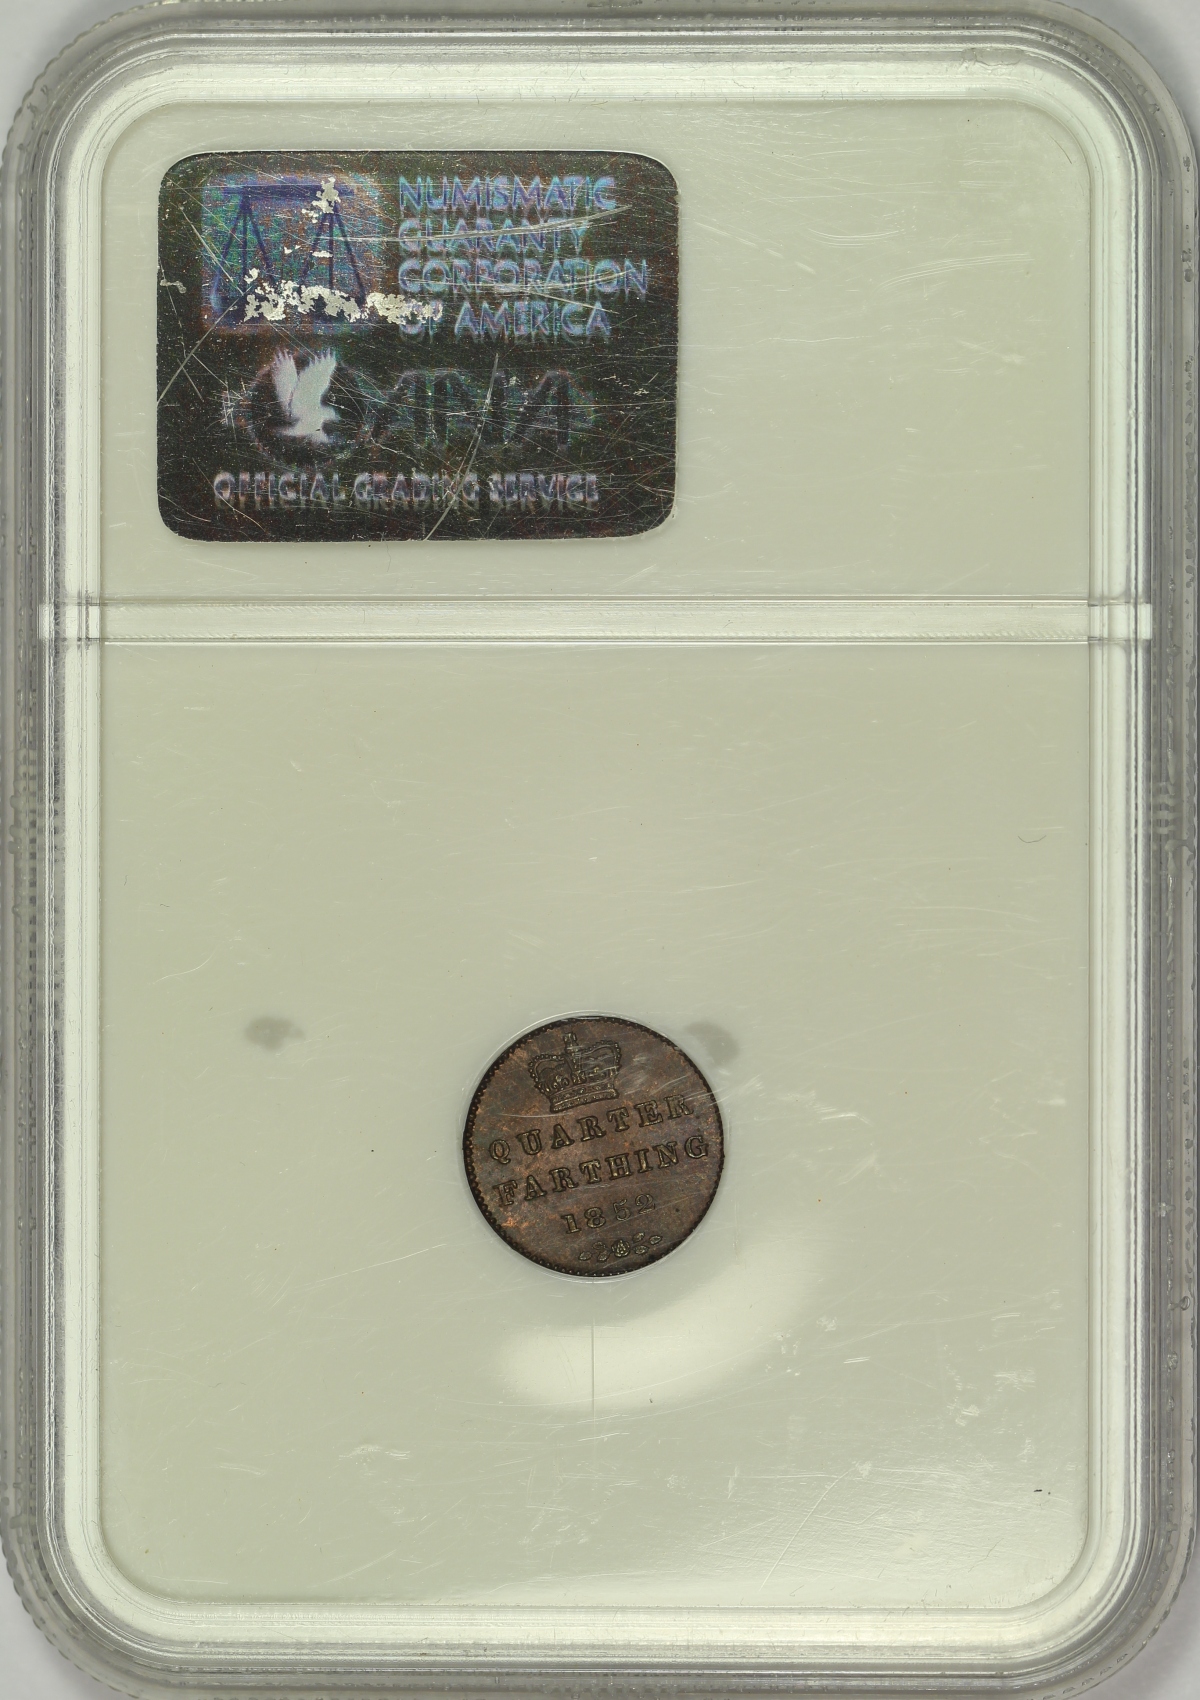 NUMISMATIC
GUARANTY
CORPORATION
OF AMERICA
OFFICIAL GRADING SERVICE
QUARTER
FARTHING
1852